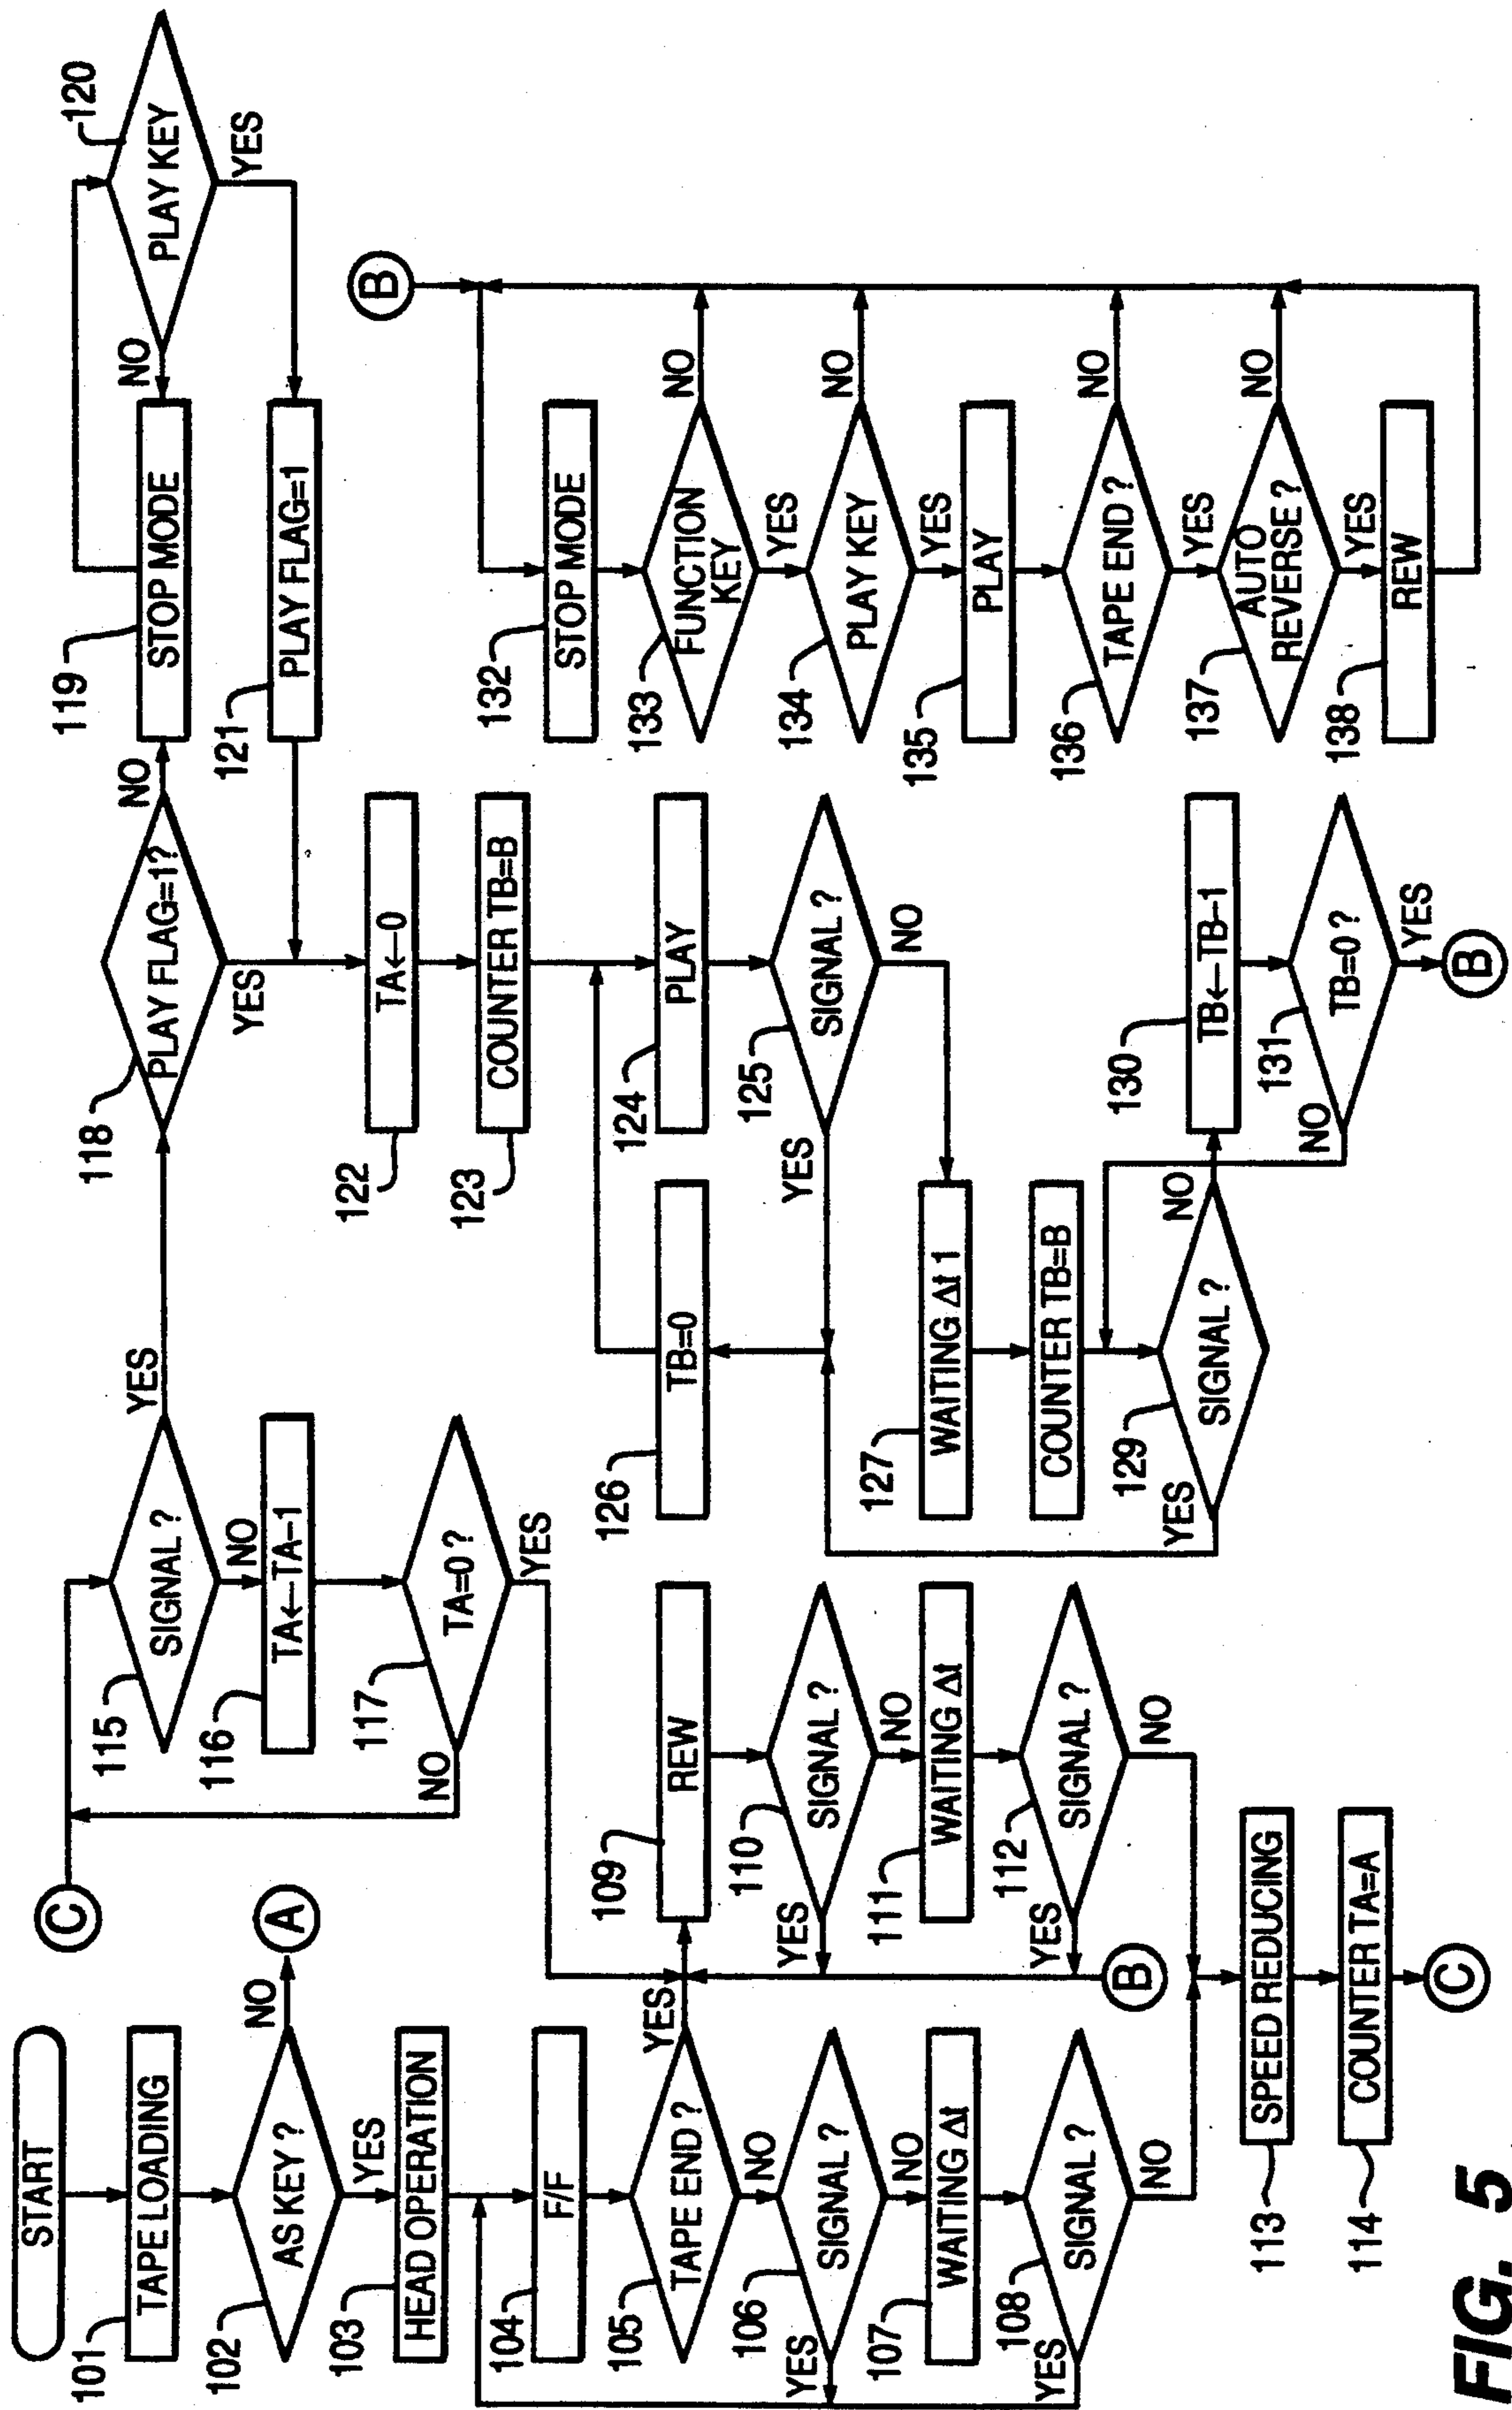 START
101
TAPE LOADING
102
AS KEY ?
NO
A
YES
103
HEAD OPERATION
104
F/F
105
TAPE END ?
YES
NO
106
SIGNAL ?
YES
NO
107
WAITING Δt
108
SIGNAL ?
YES
NO
109
REW
110
SIGNAL ?
YES
NO
111
WAITING Δt
112
SIGNAL ?
YES
NO
B
113
SPEED REDUCING
114
COUNTER TA=A
C
C
115
SIGNAL ?
YES
NO
116
TA←TA−1
117
TA=0 ?
NO
YES
118
PLAY FLAG=1?
NO
YES
119
STOP MODE
120
PLAY KEY
NO
YES
121
PLAY FLAG=1
122
TA←0
123
COUNTER TB=B
124
PLAY
125
SIGNAL ?
YES
NO
126
TB=0
127
WAITING Δt 1
COUNTER TB=B
129
SIGNAL ?
YES
NO
130
TB←TB−1
131
TB=0 ?
NO
YES
B
B
132
STOP MODE
133
FUNCTION
KEY
NO
YES
134
PLAY KEY
NO
YES
135
PLAY
136
TAPE END ?
NO
YES
137
AUTO
REVERSE ?
NO
YES
138
REW
FIG. 5